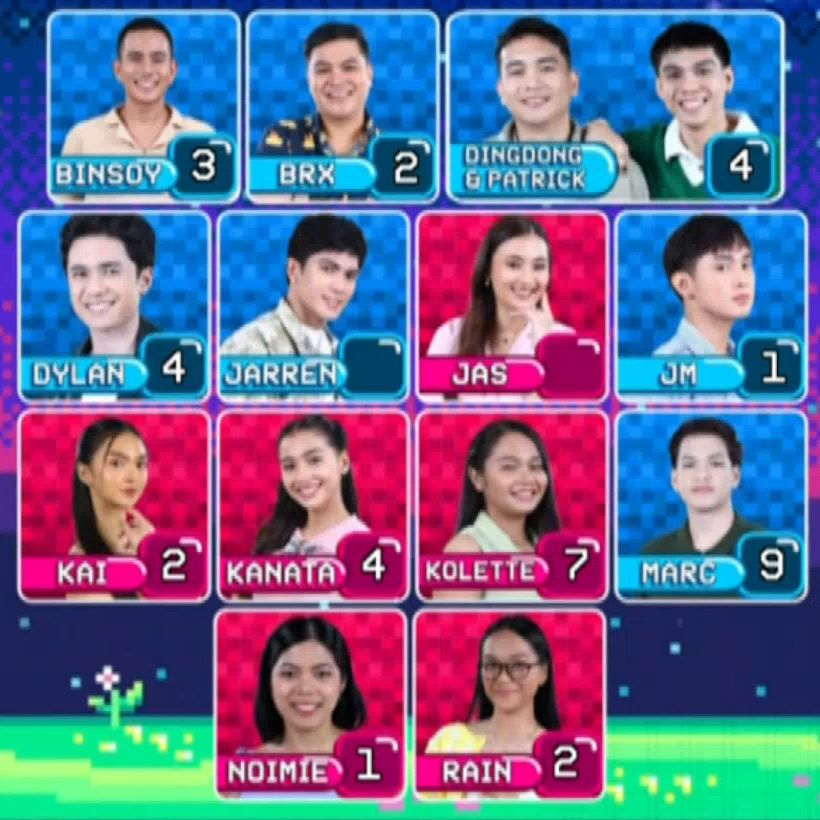 BINSOY 3
BRX 2
DINGDONG
& PATRICK 4
DYLAN 4
JARREN
JAS
JM 1
KAI 2
KANATA 4
KOLETTE 7
MARC 9
NOIMIE 1
RAIN 2